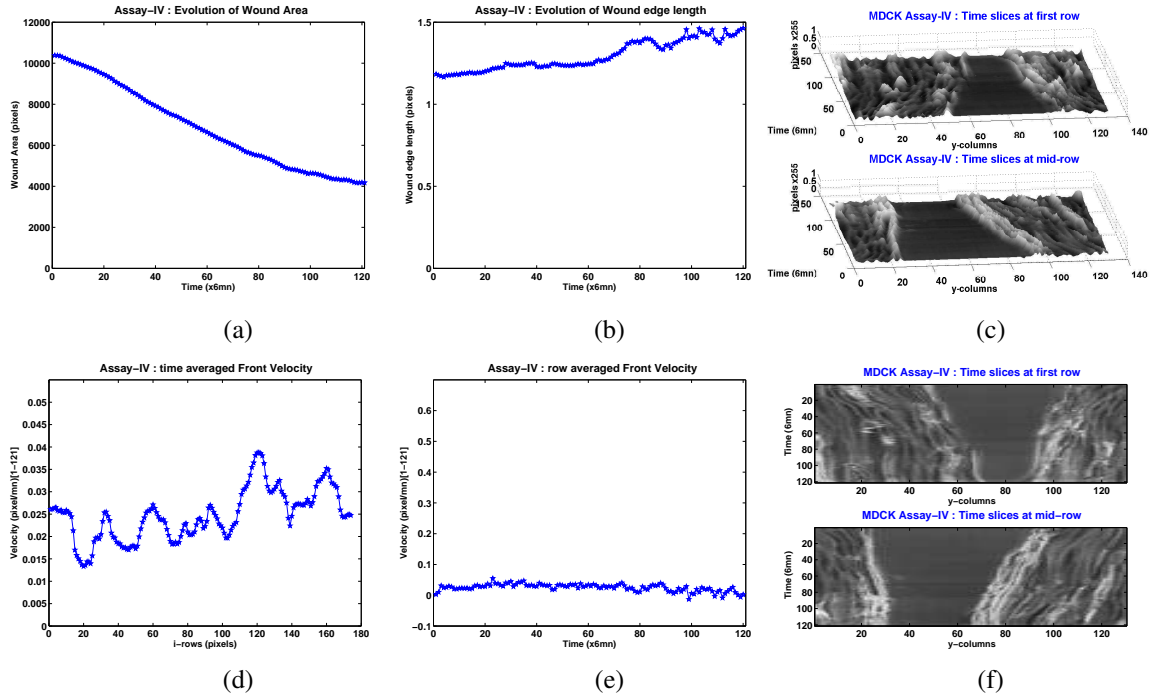 Assay−IV : Evolution of Wound Area
Wound Area (pixels)
12000
10000
8000
6000
4000
2000
0
0 20 40 60 80 100 120
Time (x6mn)
(a)
Assay−IV : Evolution of Wound edge length
Wound edge length (pixels)
1.5
1
0.5
0
0 20 40 60 80 100 120
Time (x6mn)
(b)
MDCK Assay−IV : Time slices at first row
pixels x255
1
0.5
0
150
100
50
0
Time (6mn)
0 20 40 60 80 100 120 140
y−columns
MDCK Assay−IV : Time slices at mid−row
pixels x255
1
0.5
0
150
100
50
0
Time (6mn)
0 20 40 60 80 100 120 140
y−columns
(c)
Assay−IV : time averaged Front Velocity
Velocity (pixel/mn)[1−121]
0.05
0.045
0.04
0.035
0.03
0.025
0.02
0.015
0.01
0.005
0
0 20 40 60 80 100 120 140 160 180
i−rows (pixels)
(d)
Assay−IV : row averaged Front Velocity
Velocity (pixel/mn)[1−121]
0.6
0.5
0.4
0.3
0.2
0.1
0
−0.1
0 20 40 60 80 100 120
Time (x6mn)
(e)
MDCK Assay−IV : Time slices at first row
Time (6mn)
20
40
60
80
100
120
20 40 60 80 100 120
y−columns
MDCK Assay−IV : Time slices at mid−row
Time (6mn)
20
40
60
80
100
120
20 40 60 80 100 120
y−columns
(f)